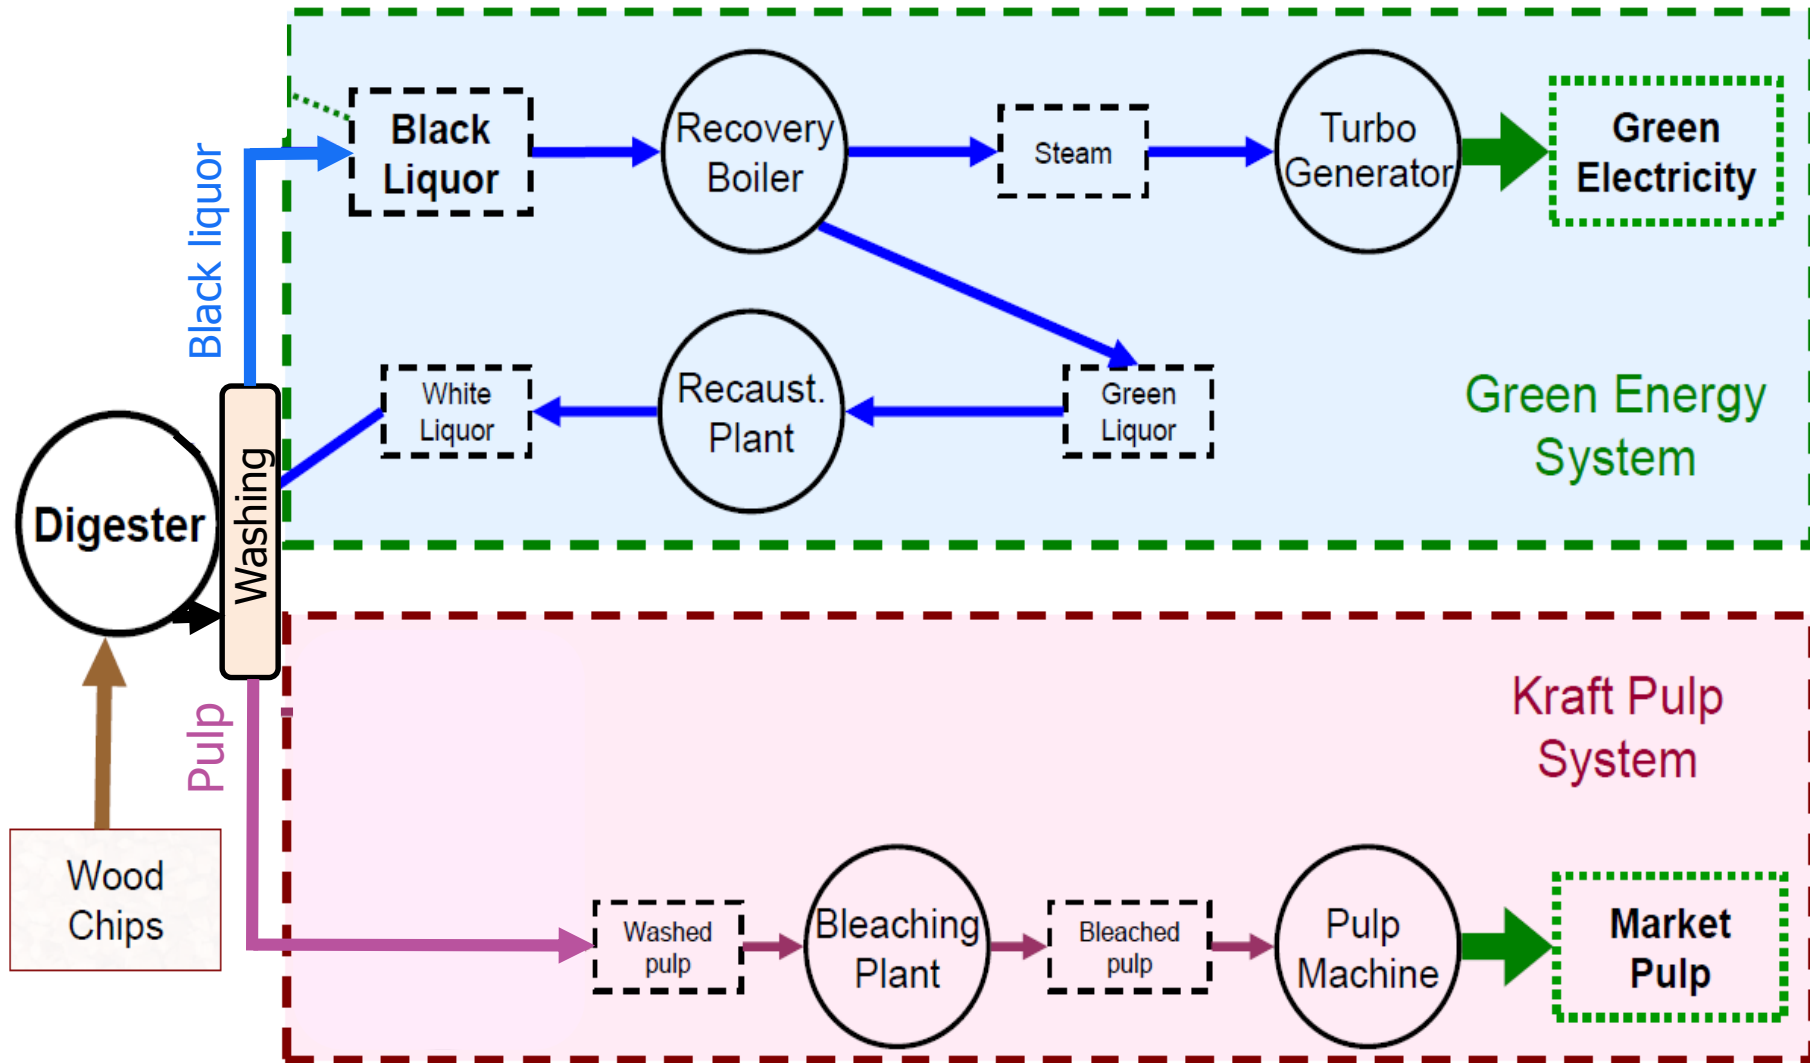 Black
Liquor
Recovery
Boiler
Steam
Turbo
Generator
Green
Electricity
Black liquor
White
Liquor
Recaust.
Plant
Green
Liquor
Green Energy
System
Digester
Washing
Pulp
Kraft Pulp
System
Wood
Chips
Washed
pulp
Bleaching
Plant
Bleached
pulp
Pulp
Machine
Market
Pulp